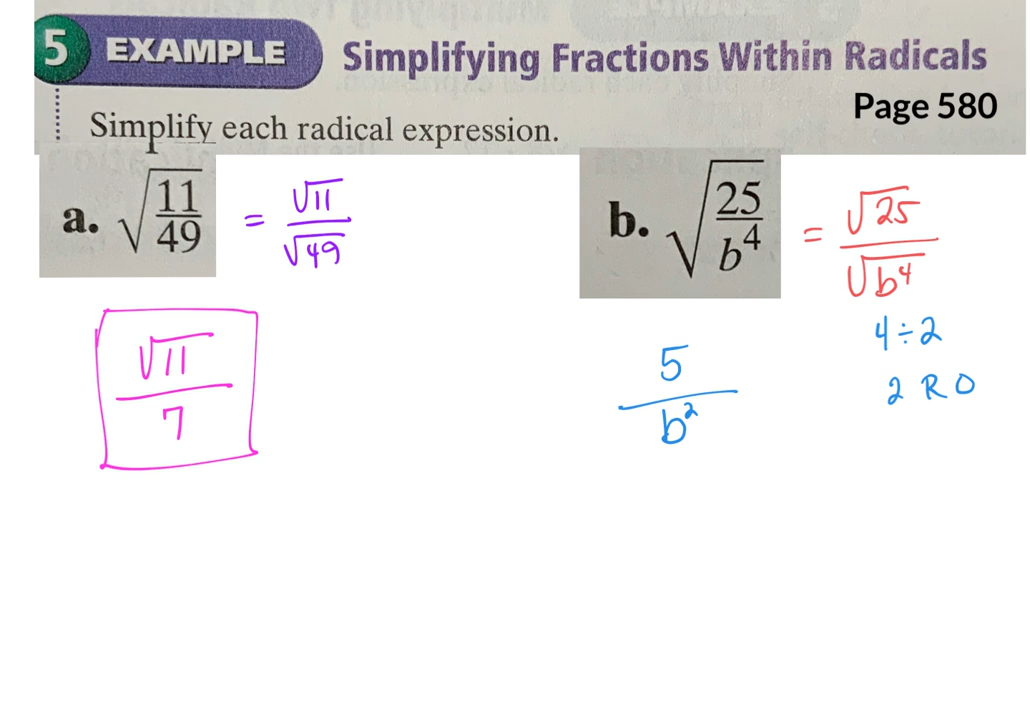 5 EXAMPLE Simplifying Fractions Within Radicals
Page 580
Simplify each radical expression.
a. √(11/49) = √11/√49
√11/7
b. √(25/b⁴) = √25/√b⁴
4 ÷ 2
2 R 0
5/b²